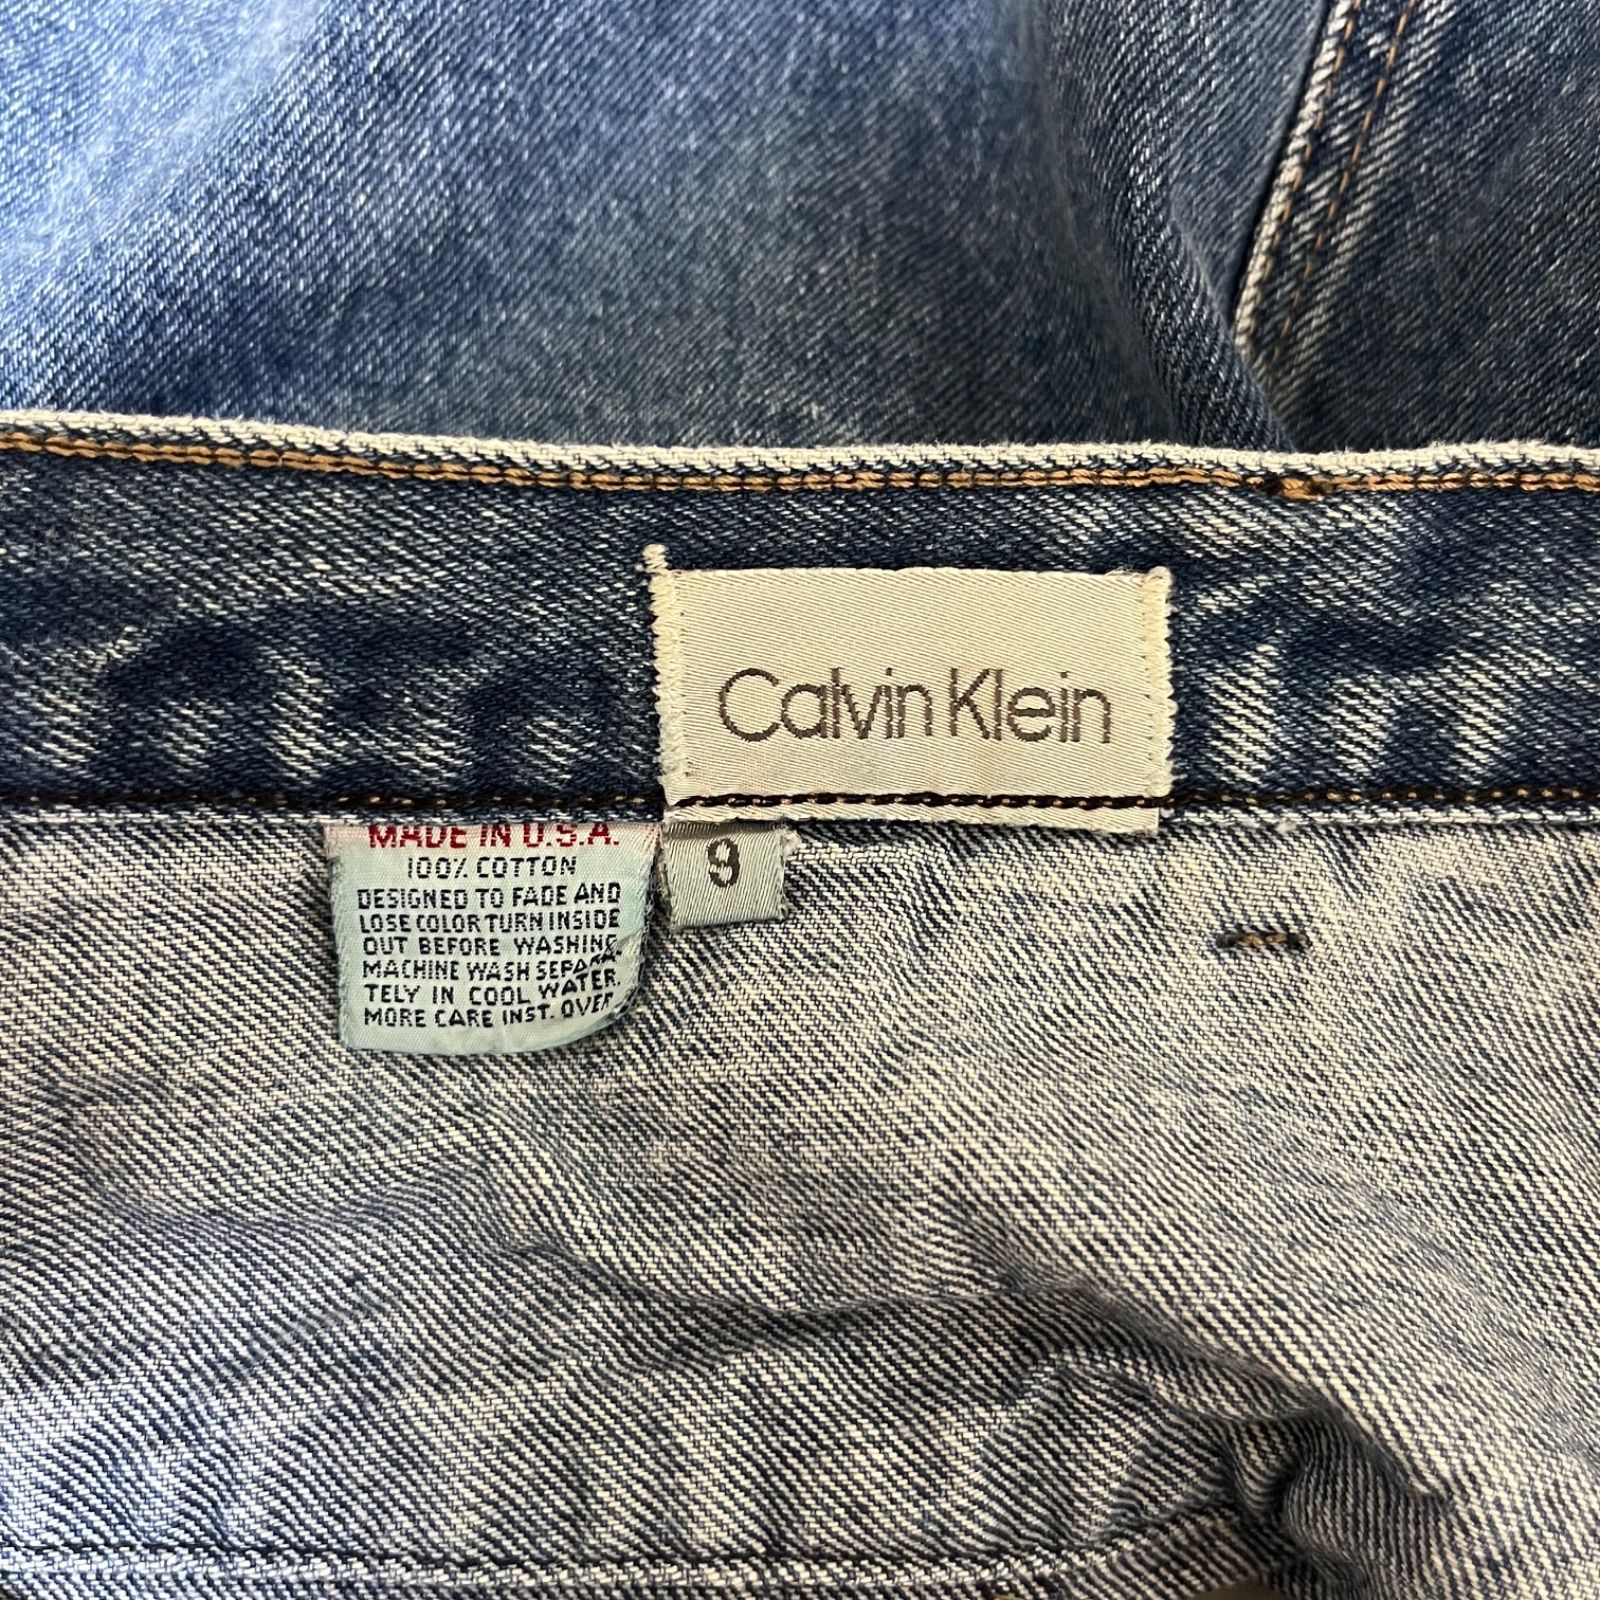 Calvin Klein
9
MADE IN U.S.A.
100% COTTON
DESIGNED TO FADE AND
LOSE COLOR TURN INSIDE
OUT BEFORE WASHING.
MACHINE WASH SEPARA-
TELY IN COOL WATER.
MORE CARE INST. OVER